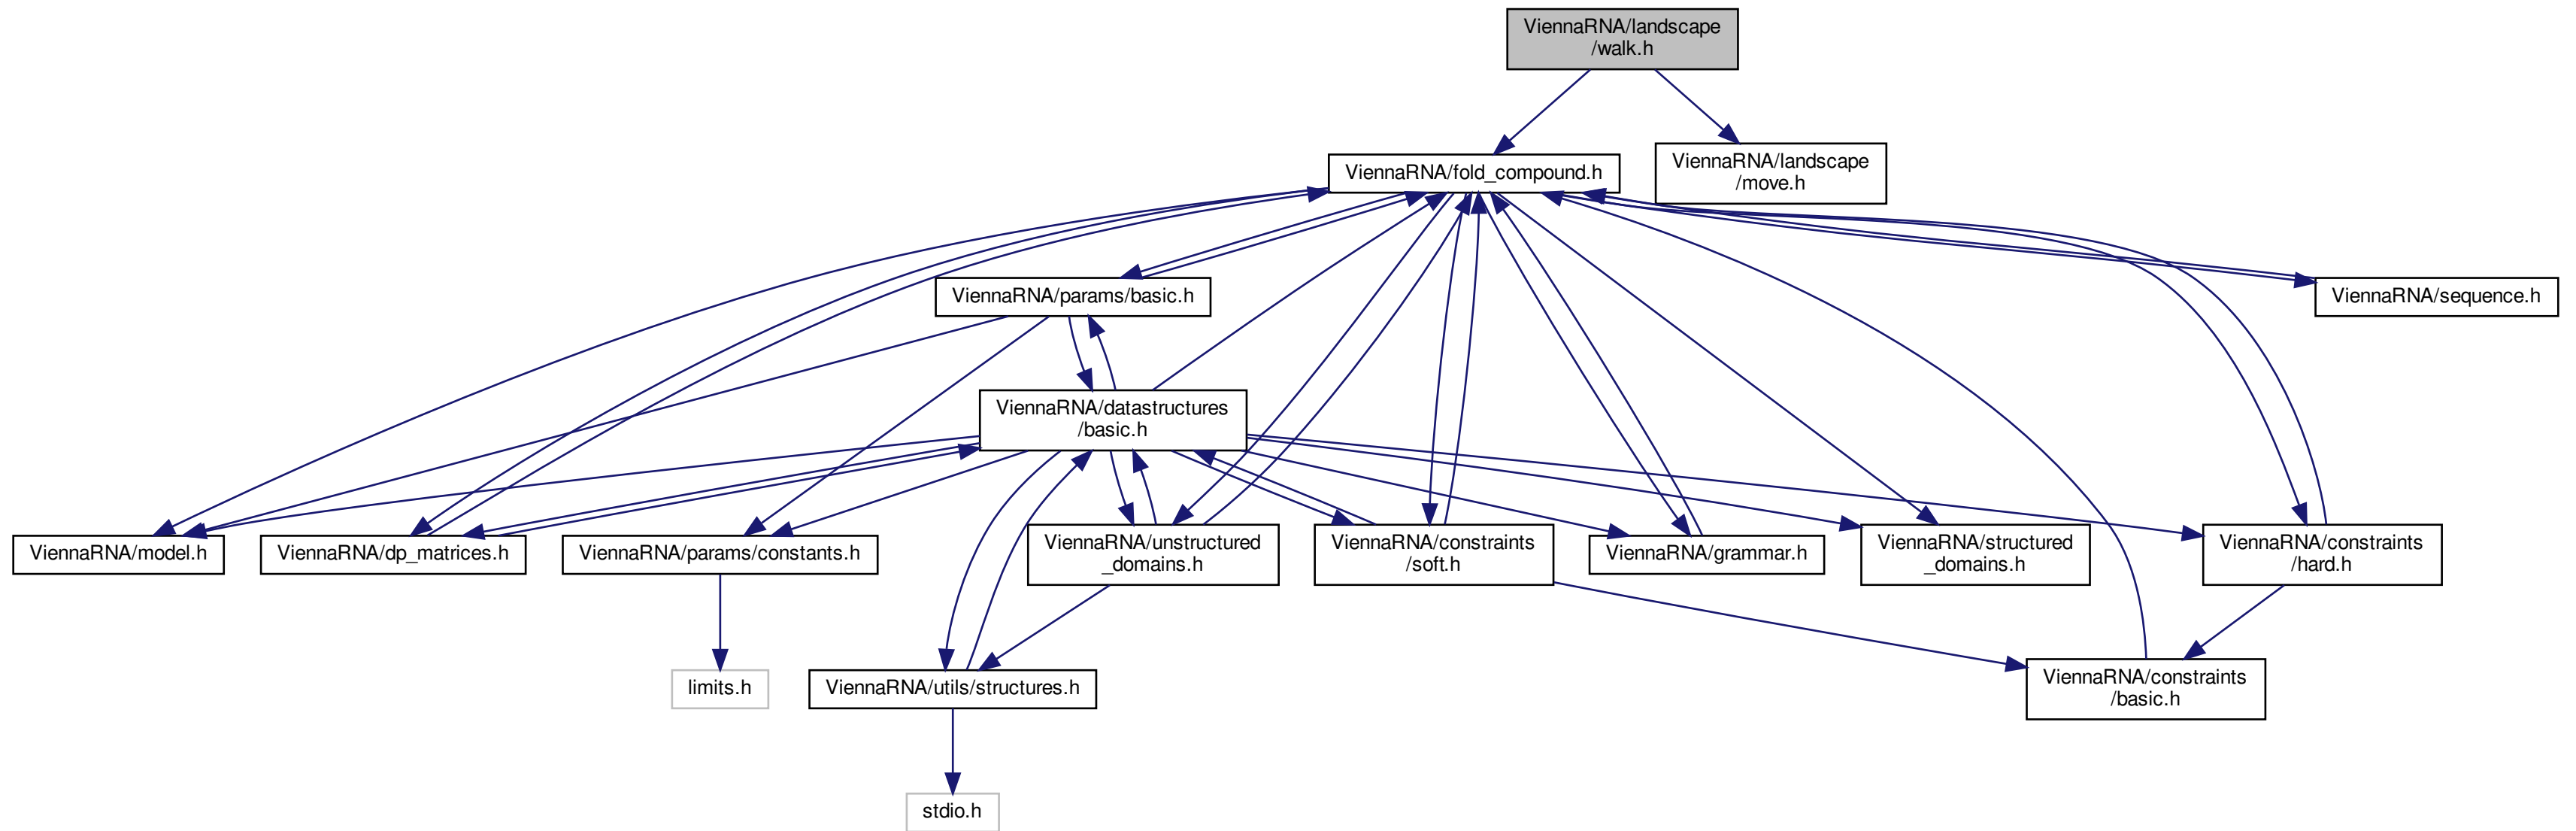 ViennaRNA/landscape
/walk.h
ViennaRNA/fold_compound.h
ViennaRNA/landscape
/move.h
ViennaRNA/params/basic.h
ViennaRNA/sequence.h
ViennaRNA/datastructures
/basic.h
ViennaRNA/model.h
ViennaRNA/dp_matrices.h
ViennaRNA/params/constants.h
ViennaRNA/unstructured
_domains.h
ViennaRNA/constraints
/soft.h
ViennaRNA/grammar.h
ViennaRNA/structured
_domains.h
ViennaRNA/constraints
/hard.h
limits.h
ViennaRNA/utils/structures.h
ViennaRNA/constraints
/basic.h
stdio.h